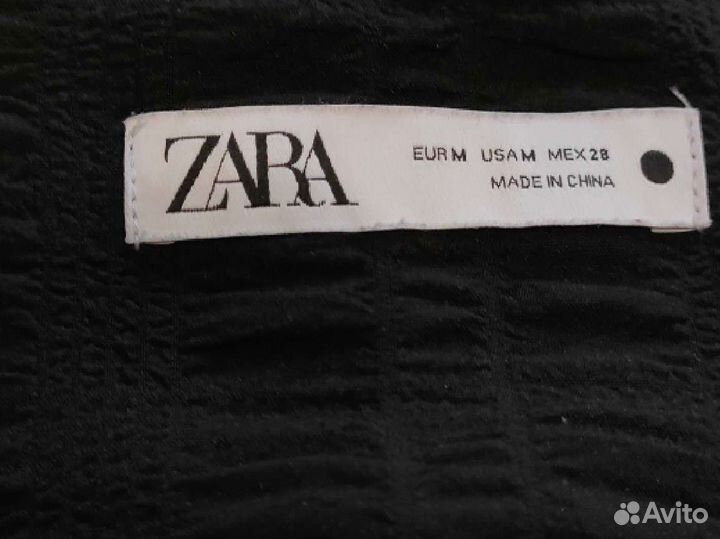 ZARA
EUR M USA M MEX 28
MADE IN CHINA
Avito